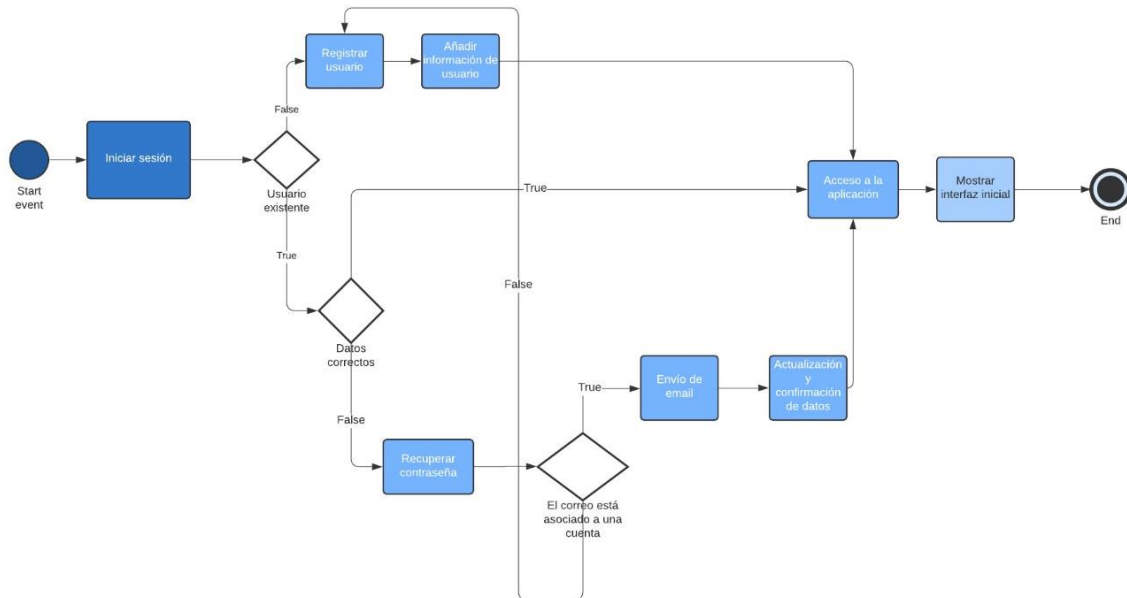 Registrar
usuario
Añadir
información de
usuario
False
Iniciar sesión
Start
event
Usuario
existente
True
True
Acceso a la
aplicación
Mostrar
interfaz inicial
End
False
Datos
correctos
False
Recuperar
contraseña
True
Envío de
email
Actualización
y
confirmación
de datos
El correo está
asociado a una
cuenta